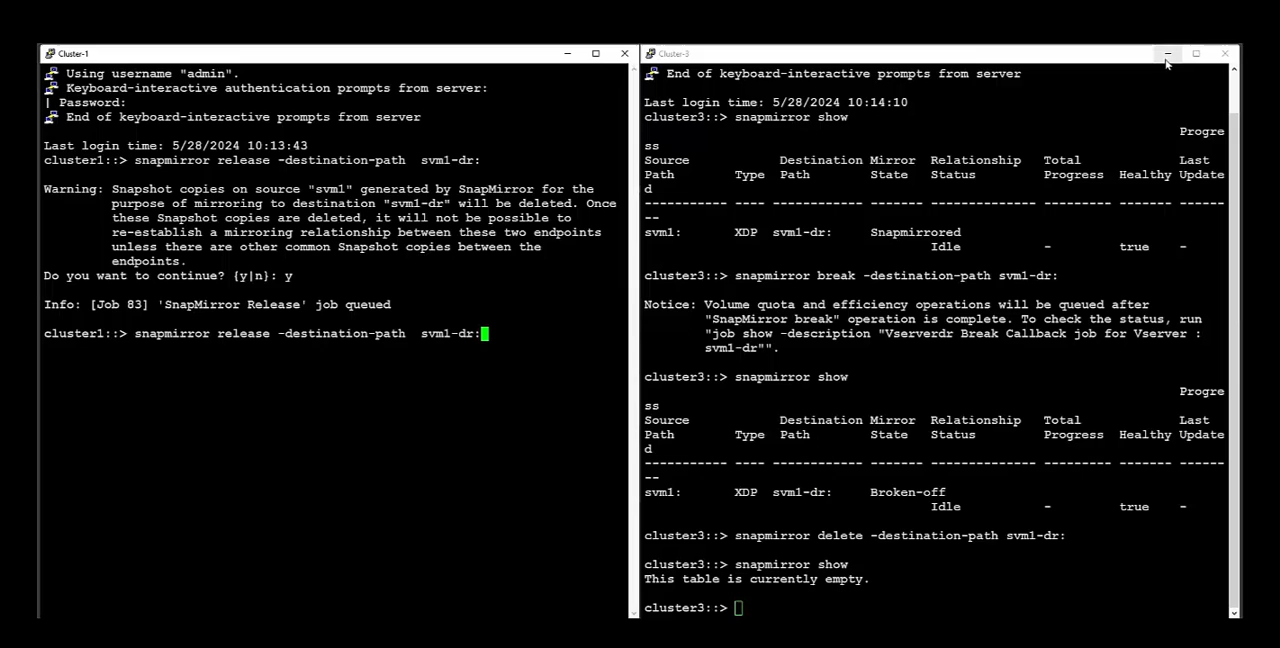 Cluster-1
Using username "admin".
Keyboard-interactive authentication prompts from server:
| Password:
End of keyboard-interactive prompts from server
Last login time: 5/28/2024 10:13:43
cluster1::> snapmirror release -destination-path  svm1-dr:
Warning: Snapshot copies on source "svm1" generated by SnapMirror for the
purpose of mirroring to destination "svm1-dr" will be deleted. Once
these Snapshot copies are deleted, it will not be possible to
re-establish a mirroring relationship between these two endpoints
unless there are other common Snapshot copies between the
endpoints.
Do you want to continue? {y|n}: y
Info: [Job 83] 'SnapMirror Release' job queued
cluster1::> snapmirror release -destination-path  svm1-dr:
Cluster-3
End of keyboard-interactive prompts from server
Last login time: 5/28/2024 10:14:10
cluster3::> snapmirror show
Progre
ss
Source Destination Mirror Relationship Total Last
Path Type Path State Status Progress Healthy Update
d
----------- ---- ------------ ------- -------------- --------- ------- ------
--
svm1: XDP svm1-dr: Snapmirrored
Idle - true -
cluster3::> snapmirror break -destination-path svm1-dr:
Notice: Volume quota and efficiency operations will be queued after
"SnapMirror break" operation is complete. To check the status, run
"job show -description "Vserverdr Break Callback job for Vserver :
svm1-dr"".
cluster3::> snapmirror show
Progre
ss
Source Destination Mirror Relationship Total Last
Path Type Path State Status Progress Healthy Update
d
----------- ---- ------------ ------- -------------- --------- ------- ------
--
svm1: XDP svm1-dr: Broken-off
Idle - true -
cluster3::> snapmirror delete -destination-path svm1-dr:
cluster3::> snapmirror show
This table is currently empty.
cluster3::>